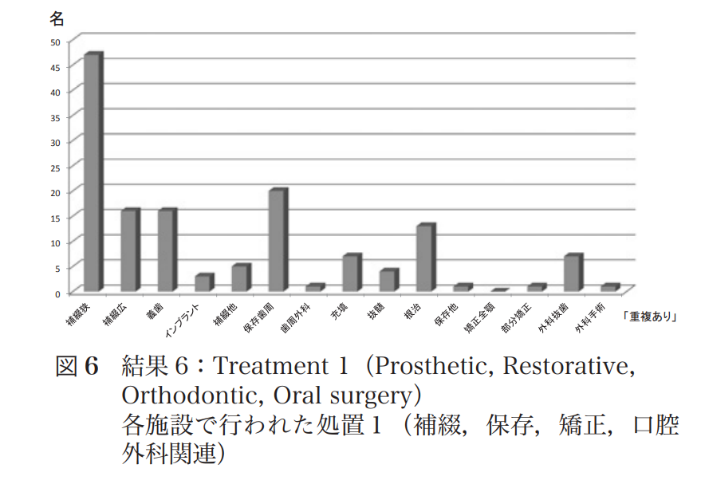 名
50
45
40
35
30
25
20
15
10
5
0
補綴狭
補綴広
義歯
インプラント
補綴他
保存歯周
歯周外科
充填
抜髄
根治
保存他
矯正全顎
部分矯正
外科抜歯
外科手術
「重複あり」
図6 結果6:Treatment 1(Prosthetic, Restorative,
Orthodontic, Oral surgery)
各施設で行われた処置1(補綴,保存,矯正,口腔
外科関連)